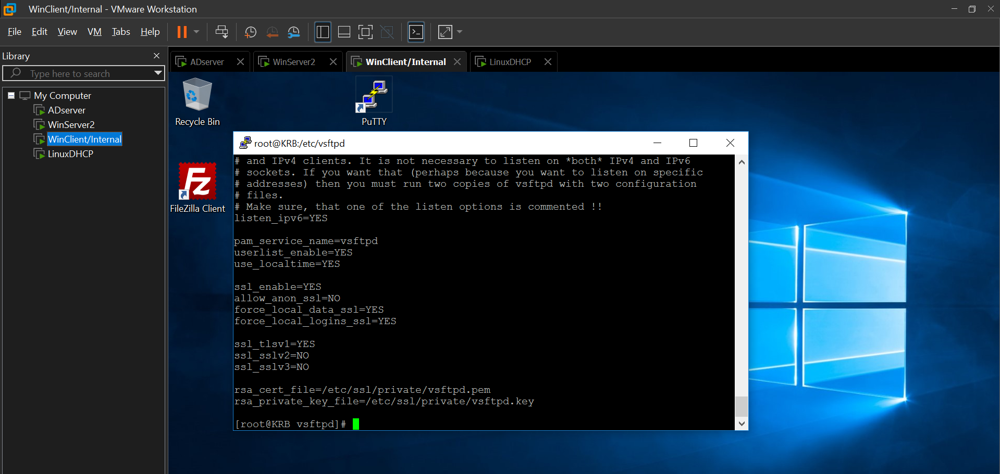 WinClient/Internal - VMware Workstation
File Edit View VM Tabs Help
Library
Type here to search
My Computer
ADserver
WinServer2
WinClient/Internal
LinuxDHCP
ADserver WinServer2 WinClient/Internal LinuxDHCP
Recycle Bin
PuTTY
Fz
FileZilla Client
root@KRB:/etc/vsftpd
# and IPv4 clients. It is not necessary to listen on *both* IPv4 and IPv6
# sockets. If you want that (perhaps because you want to listen on specific
# addresses) then you must run two copies of vsftpd with two configuration
# files.
# Make sure, that one of the listen options is commented !!
listen_ipv6=YES
pam_service_name=vsftpd
userlist_enable=YES
use_localtime=YES
ssl_enable=YES
allow_anon_ssl=NO
force_local_data_ssl=YES
force_local_logins_ssl=YES
ssl_tlsv1=YES
ssl_sslv2=NO
ssl_sslv3=NO
rsa_cert_file=/etc/ssl/private/vsftpd.pem
rsa_private_key_file=/etc/ssl/private/vsftpd.key
[root@KRB vsftpd]#